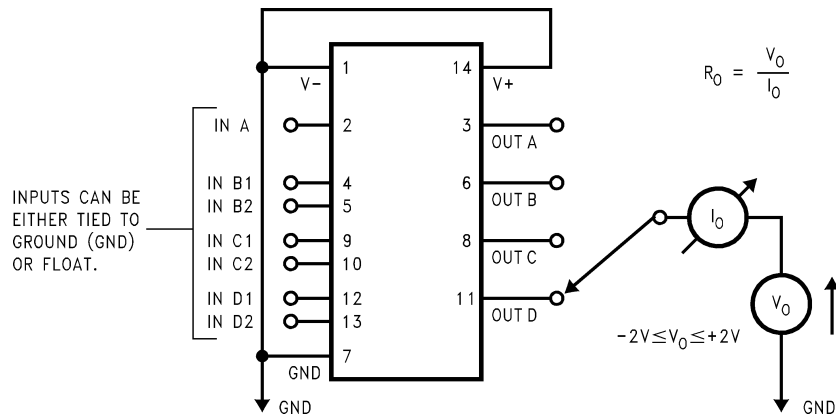 1 14
V- V+
R_O = V_O / I_O
IN A 2 3 OUT A
IN B1 4 6 OUT B
IN B2 5
IN C1 9 8 OUT C
IN C2 10
IN D1 12 11 OUT D
IN D2 13
7
GND
GND
INPUTS CAN BE
EITHER TIED TO
GROUND (GND)
OR FLOAT.
I_O
V_O
-2V≤V_O≤+2V
GND